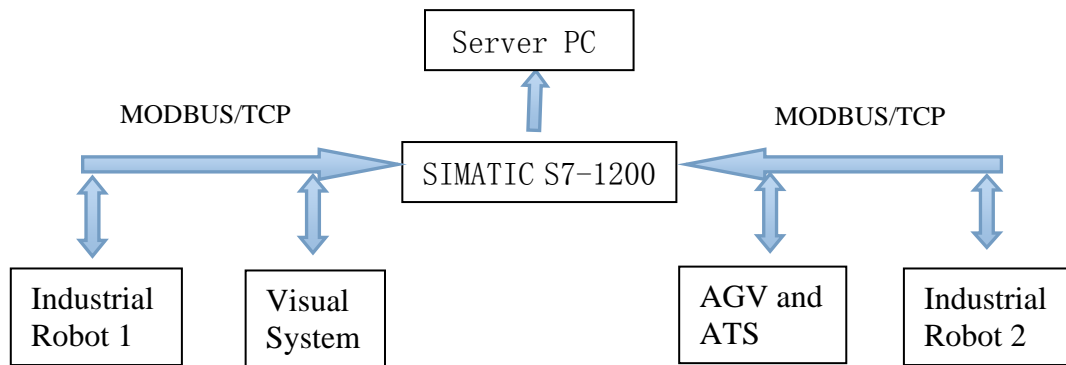 Server PC
MODBUS/TCP
MODBUS/TCP
SIMATIC S7-1200
Industrial
Robot 1
Visual
System
AGV and
ATS
Industrial
Robot 2